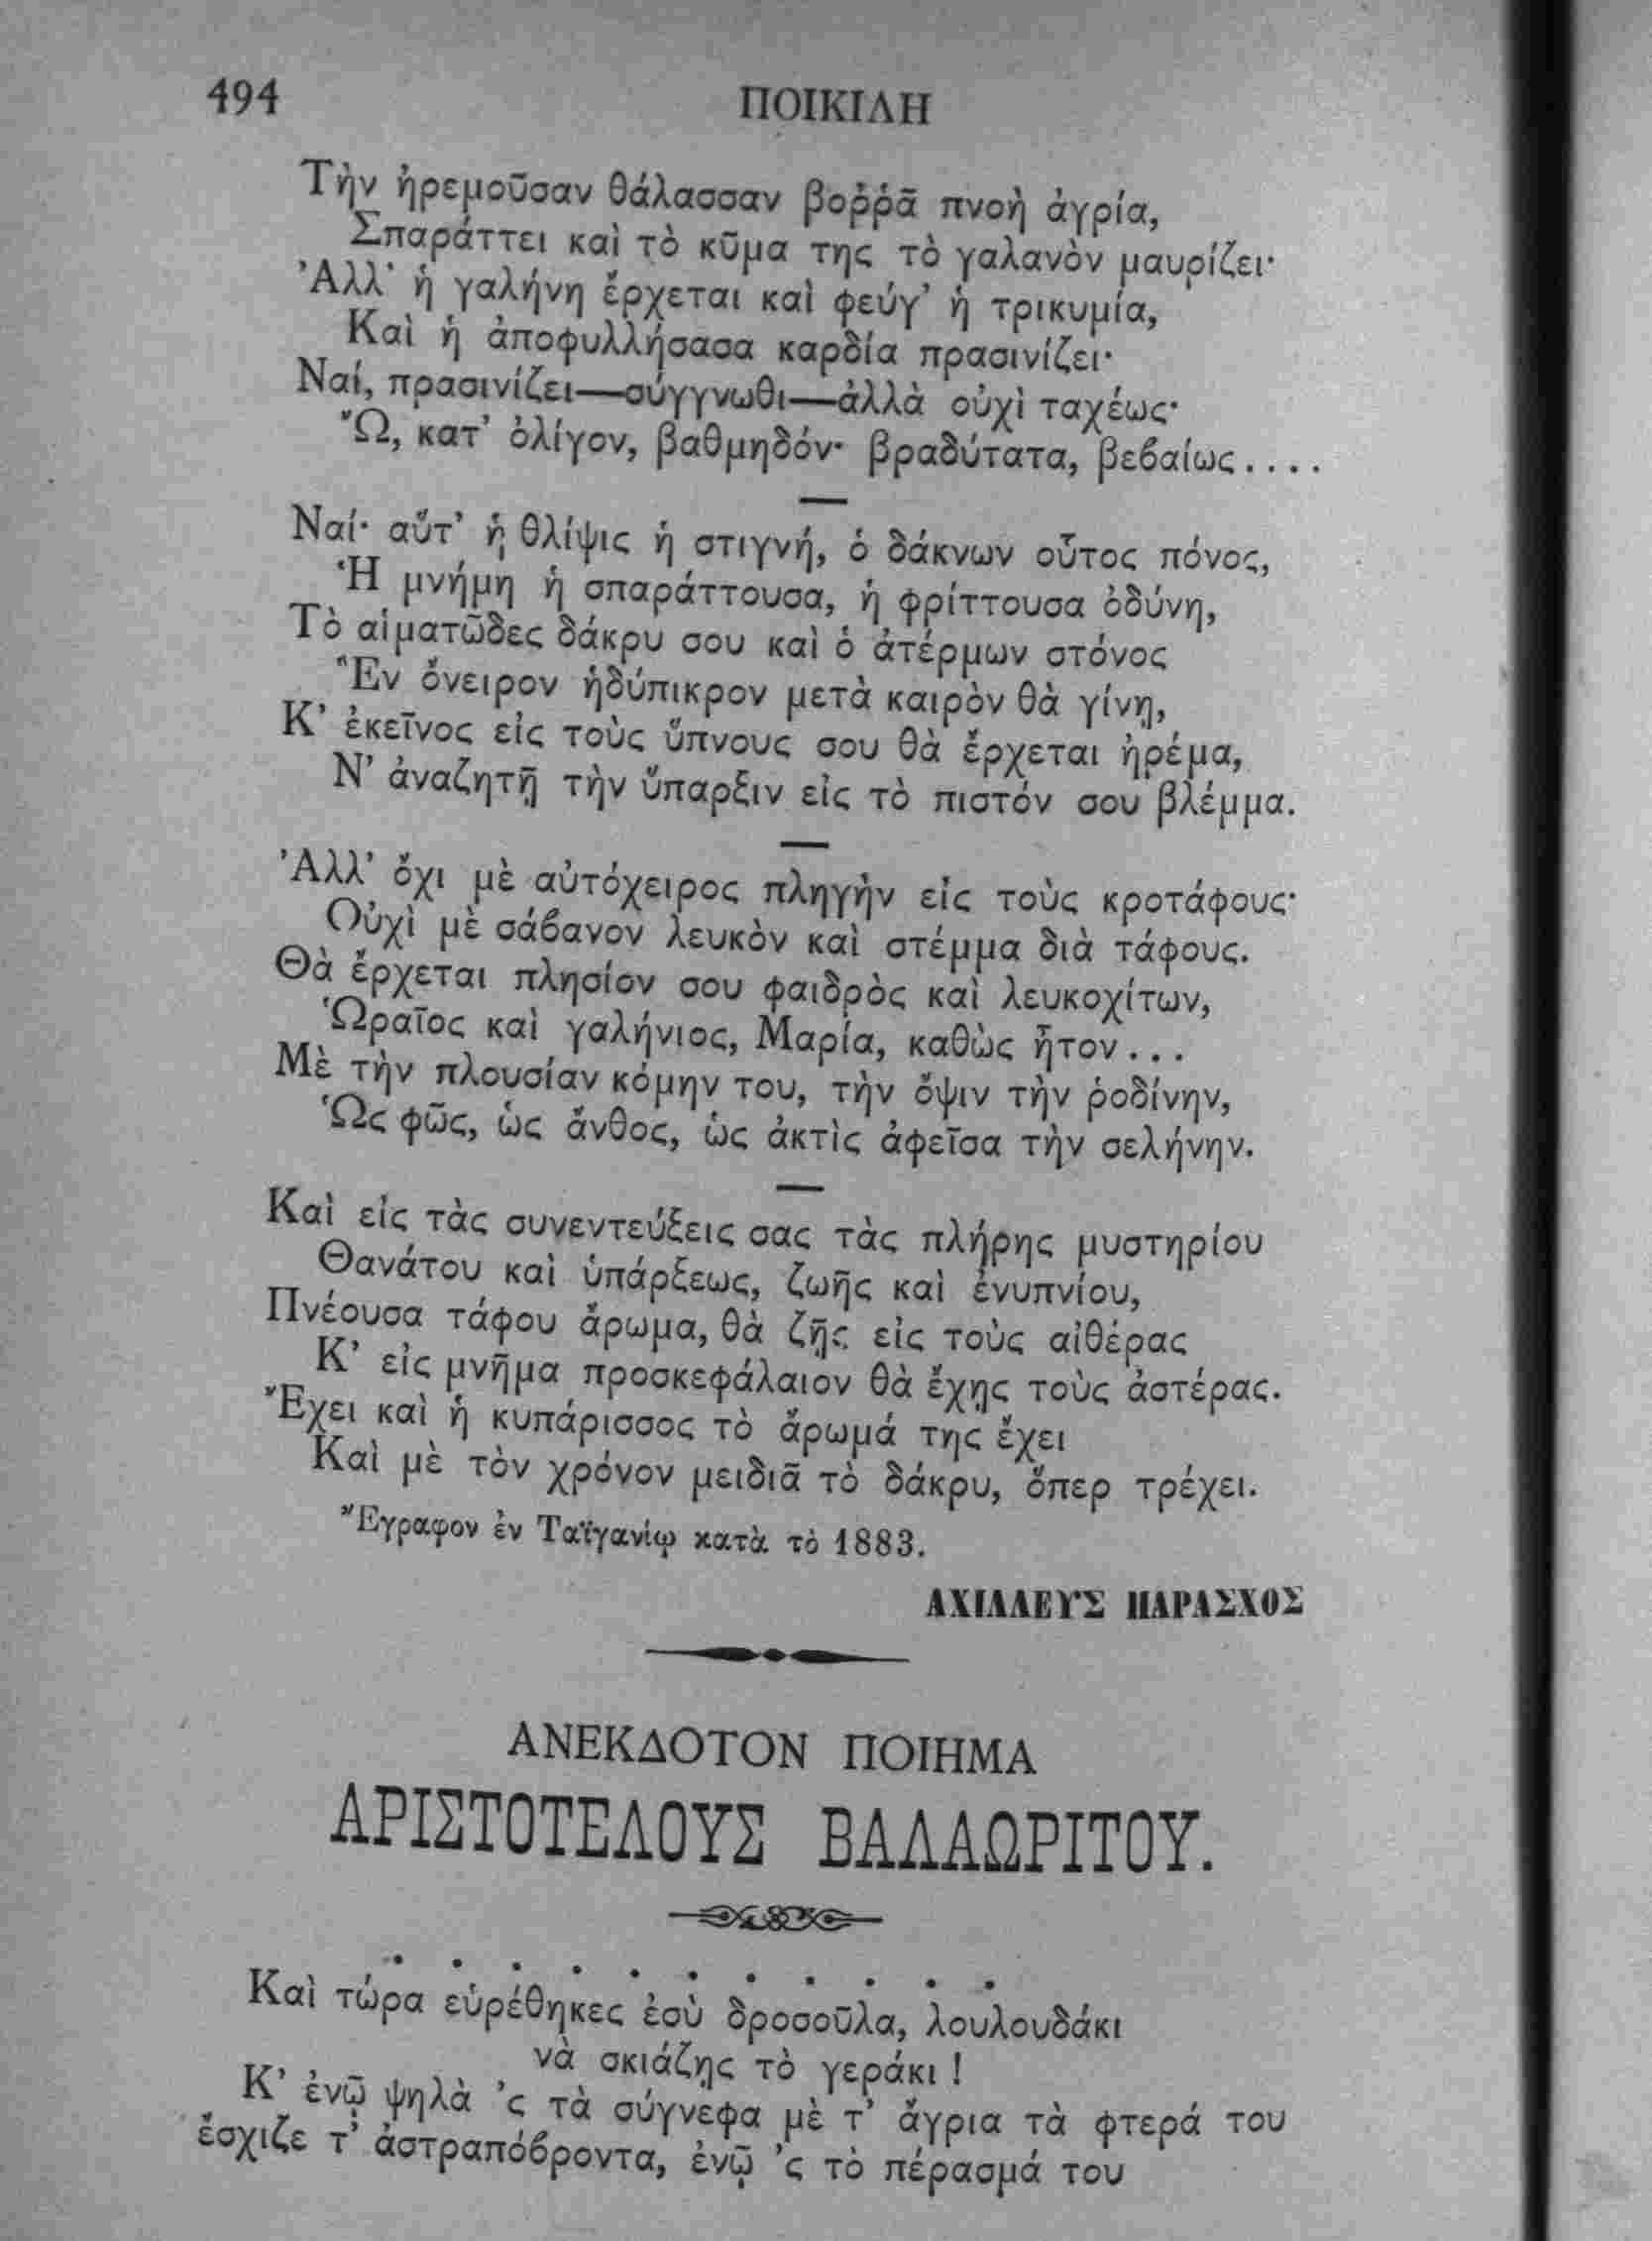 494
ΠΟΙΚΙΛΗ
Τὴν ἠρεμοῦσαν θάλασσαν βοῤῥᾶ πνοὴ ἀγρία,
Σπαράττει καὶ τὸ κῦμα της τὸ γαλανὸν μαυρίζει·
Ἀλλ' ἡ γαλήνη ἔρχεται καὶ φεύγ' ἡ τρικυμία,
Καὶ ἡ ἀποφυλλήσασα καρδία πρασινίζει·
Ναί, πρασινίζει—σύγγνωθι—ἀλλὰ οὐχὶ ταχέως·
Ὤ, κατ' ὀλίγον, βαθμηδόν· βραδύτατα, βεβαίως....
Ναί· αὕτ' ἡ θλίψις ἡ στιγνή, ὁ δάκνων οὗτος πόνος,
Ἡ μνήμη ἡ σπαράττουσα, ἡ φρίττουσα ὀδύνη,
Τὸ αἱματῶδες δάκρυ σου καὶ ὁ ἀτέρμων στόνος
Ἓν ὄνειρον ἡδύπικρον μετὰ καιρὸν θὰ γίνῃ,
Κ' ἐκεῖνος εἰς τοὺς ὕπνους σου θὰ ἔρχεται ἠρέμα,
Ν' ἀναζητῇ τὴν ὕπαρξιν εἰς τὸ πιστόν σου βλέμμα.
Ἀλλ' ὄχι μὲ αὐτόχειρος πληγὴν εἰς τοὺς κροτάφους·
Οὐχὶ μὲ σάβανον λευκὸν καὶ στέμμα διὰ τάφους.
Θὰ ἔρχεται πλησίον σου φαιδρὸς καὶ λευκοχίτων,
Ὡραῖος καὶ γαλήνιος, Μαρία, καθὼς ἦτον...
Μὲ τὴν πλουσίαν κόμην του, τὴν ὄψιν τὴν ῥοδίνην,
Ὡς φῶς, ὡς ἄνθος, ὡς ἀκτὶς ἀφεῖσα τὴν σελήνην.
Καὶ εἰς τὰς συνεντεύξεις σας τὰς πλήρης μυστηρίου
Θανάτου καὶ ὑπάρξεως, ζωῆς καὶ ἐνυπνίου,
Πνέουσα τάφου ἄρωμα, θὰ ζῇς εἰς τοὺς αἰθέρας
Κ' εἰς μνῆμα προσκεφάλαιον θὰ ἔχῃς τοὺς ἀστέρας.
Ἔχει καὶ ἡ κυπάρισσος τὸ ἄρωμά της ἔχει
Καὶ μὲ τὸν χρόνον μειδιᾷ τὸ δάκρυ, ὅπερ τρέχει.
Ἔγραφον ἐν Ταϊγανίῳ κατὰ τὸ 1883.
ΑΧΙΛΛΕΥΣ ΠΑΡΑΣΧΟΣ
ΑΝΕΚΔΟΤΟΝ ΠΟΙΗΜΑ
ΑΡΙΣΤΟΤΕΛΟΥΣ ΒΑΛΑΩΡΙΤΟΥ.
. . . . . . . . . . .
Καὶ τώρα εὑρέθηκες ἐσὺ δροσοῦλα, λουλουδάκι
νὰ σκιάζῃς τὸ γεράκι!
Κ' ἐνῷ ψηλὰ 'ς τὰ σύγνεφα μὲ τ' ἄγρια τὰ φτερά του
ἔσχιζε τ' ἀστραπόβροντα, ἐνῷ 'ς τὸ πέρασμά του